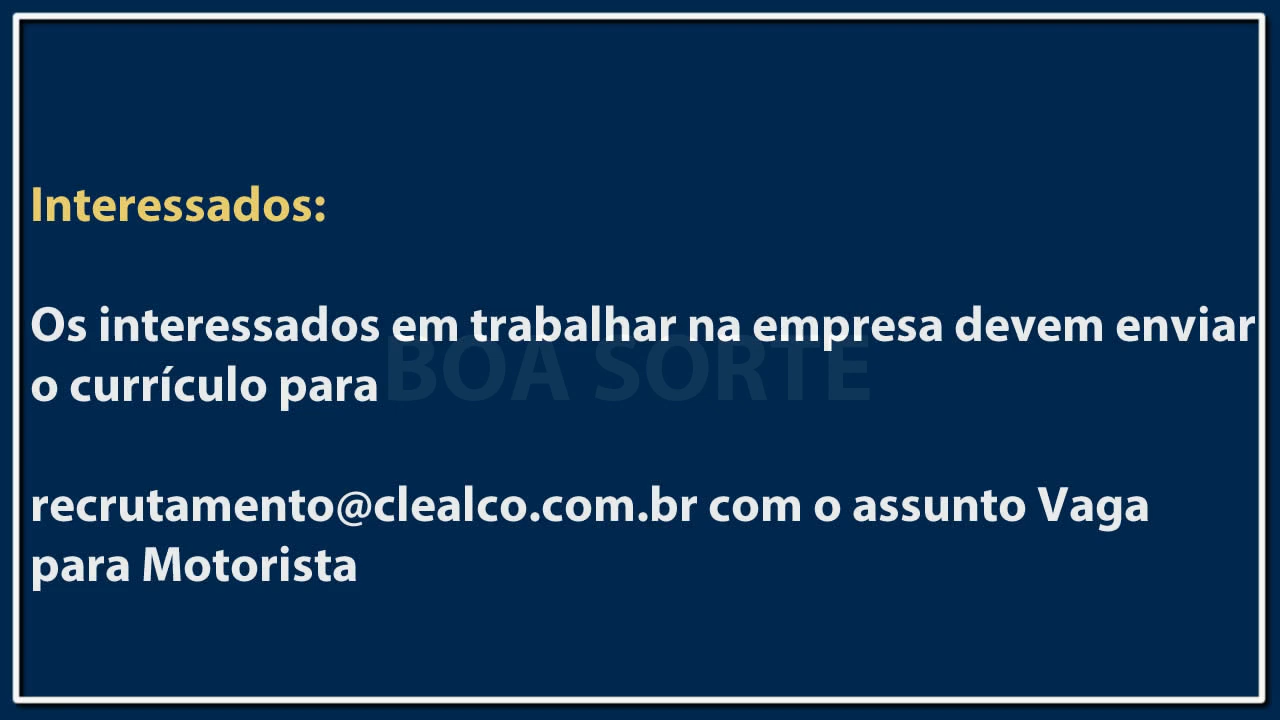 Interessados:
Os interessados em trabalhar na empresa devem enviar
o currículo para
BOA SORTE
recrutamento@clealco.com.br com o assunto Vaga
para Motorista